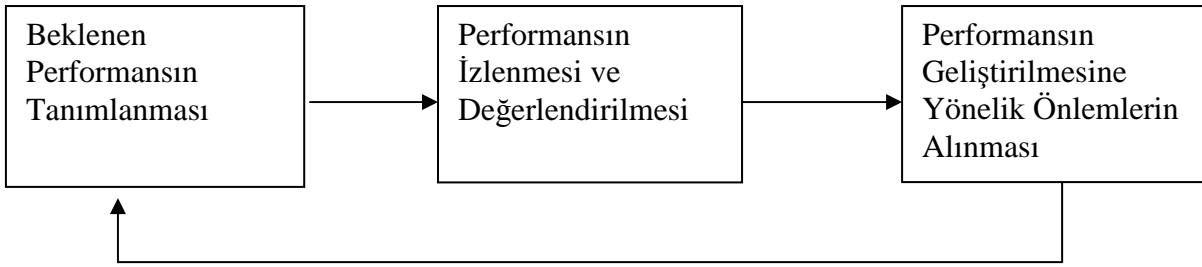 Beklenen
Performansın
Tanımlanması
Performansın
İzlenmesi ve
Değerlendirilmesi
Performansın
Geliştirilmesine
Yönelik Önlemlerin
Alınması